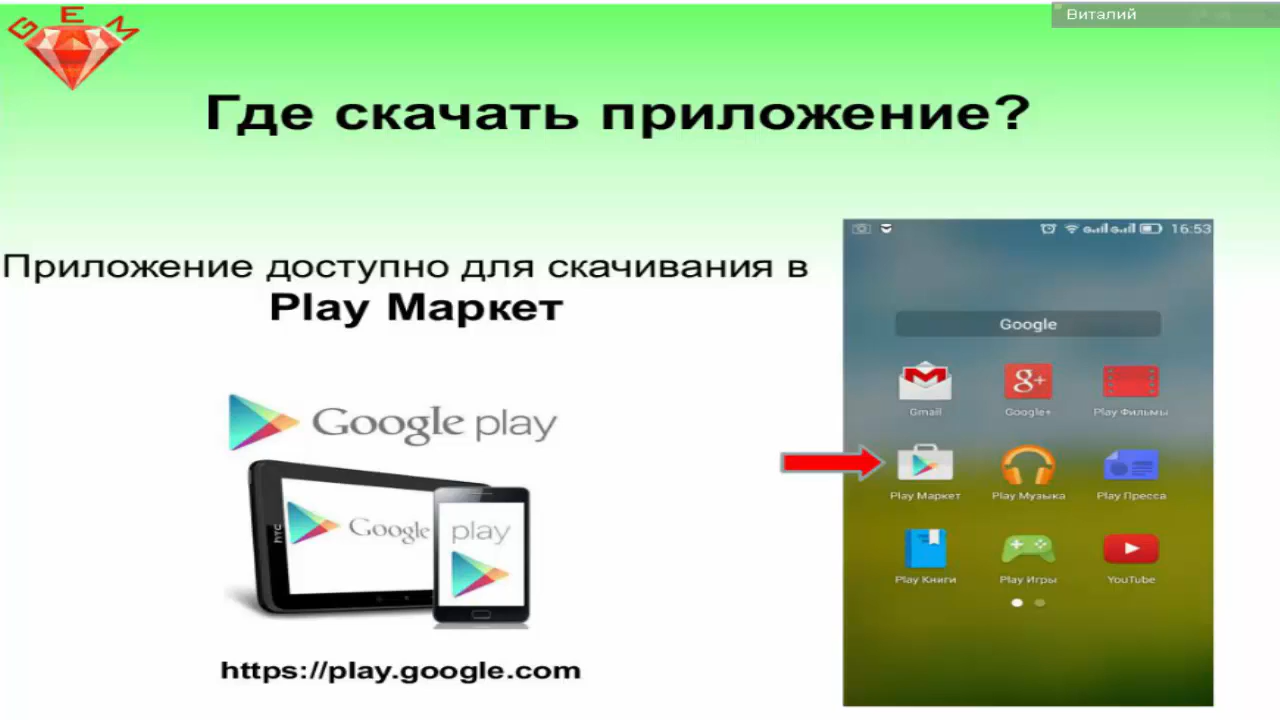 GEM
Виталий
Где скачать приложение?
Приложение доступно для скачивания в
Play Маркет
Google play
hTC
Google play
https://play.google.com
16:53
Google
Gmail Google+ Play Фильмы
Play Маркет Play Музыка Play Пресса
Play Книги Play Игры YouTube